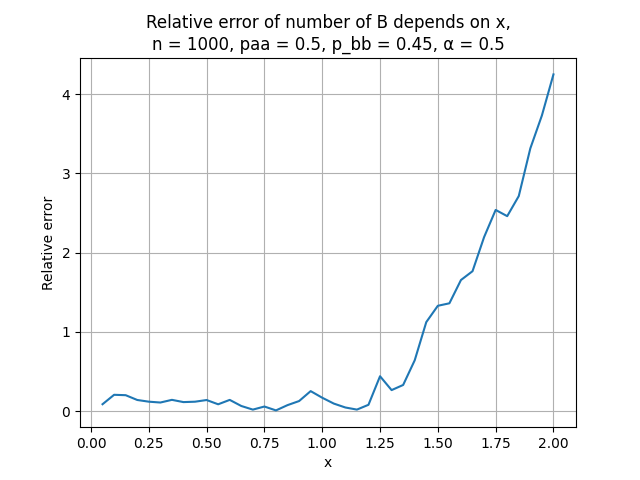 Relative error of number of B depends on x,
n = 1000, paa = 0.5, p_bb = 0.45, α = 0.5
4
3
2
1
0
Relative error
0.00 0.25 0.50 0.75 1.00 1.25 1.50 1.75 2.00
x